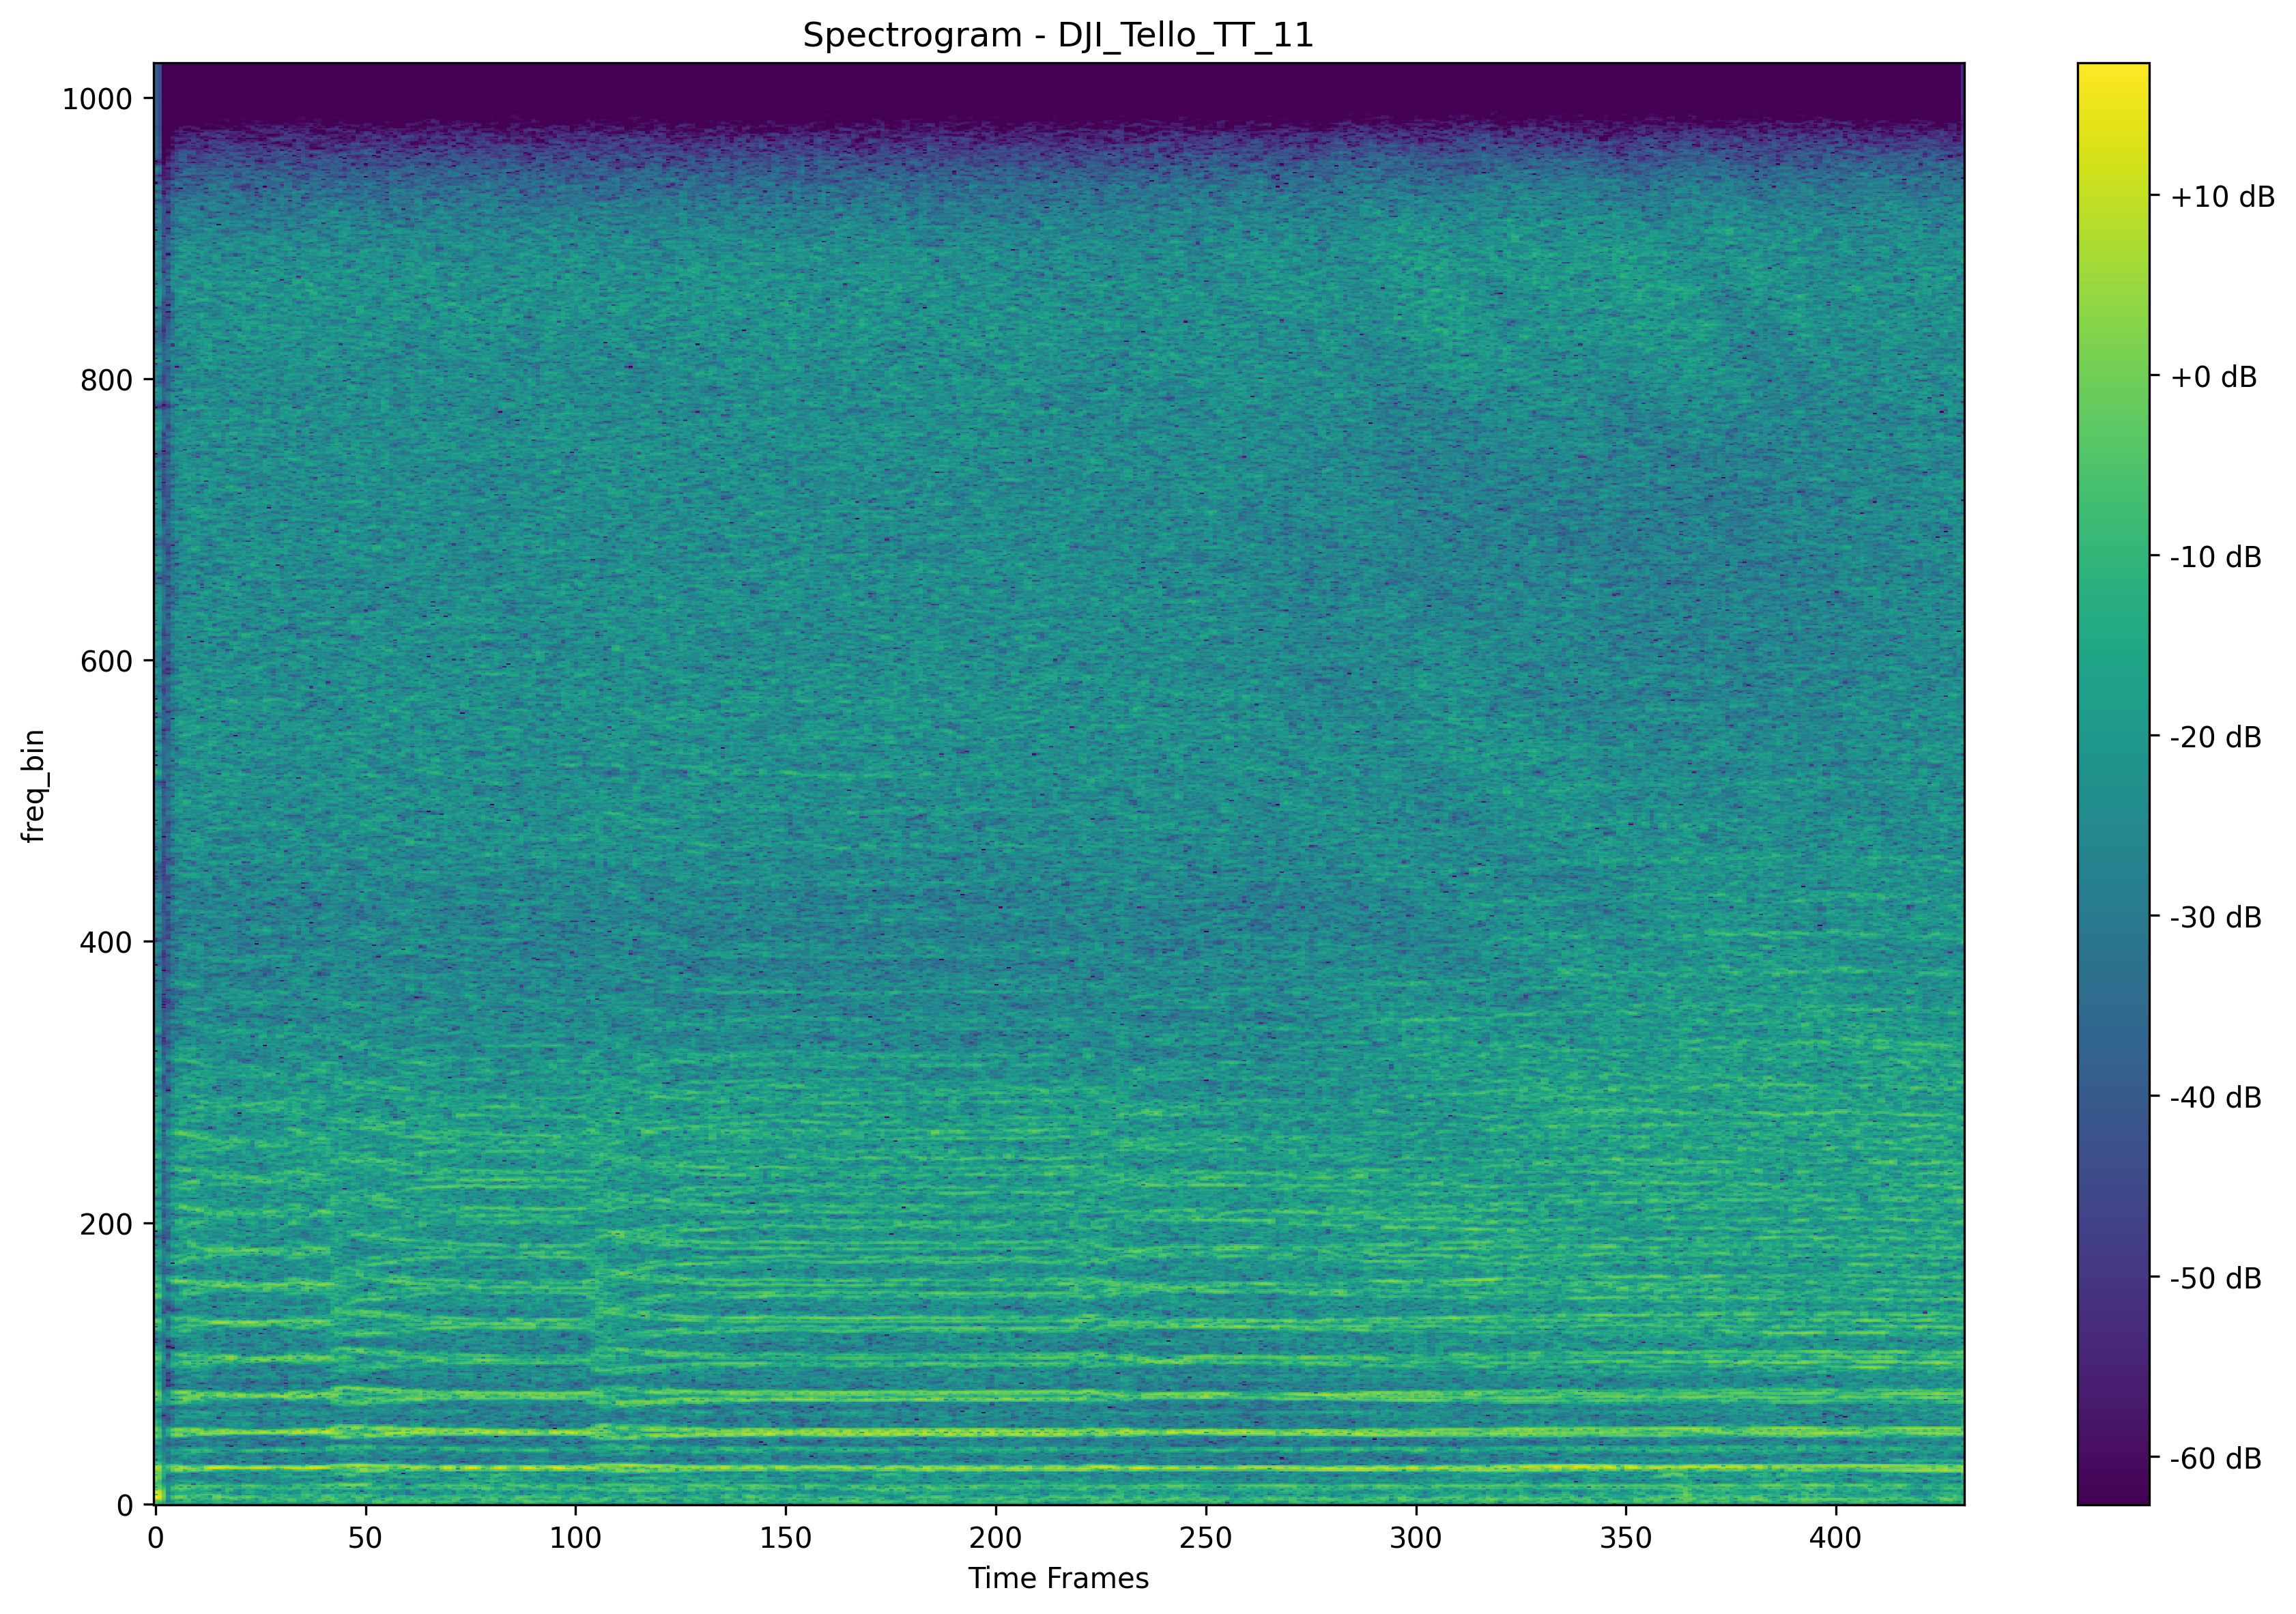 Spectrogram - DJI_Tello_TT_11
1000
800
600
400
200
0
freq_bin
0 50 100 150 200 250 300 350 400
Time Frames
+10 dB
+0 dB
-10 dB
-20 dB
-30 dB
-40 dB
-50 dB
-60 dB